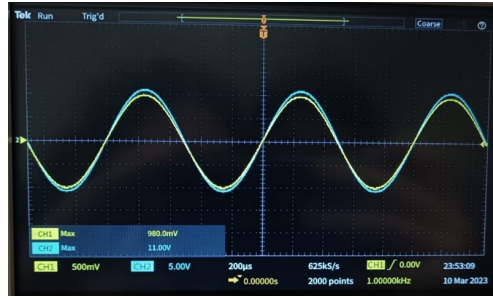 Tek Run Trig'd Coarse
T
CH1 Max 980.0mV
CH2 Max 11.00V
CH1 500mV CH2 5.00V 200µs 625kS/s CH1 0.00V 23:53:09
0.00000s 2000 points 1.00000kHz 10 Mar 2023